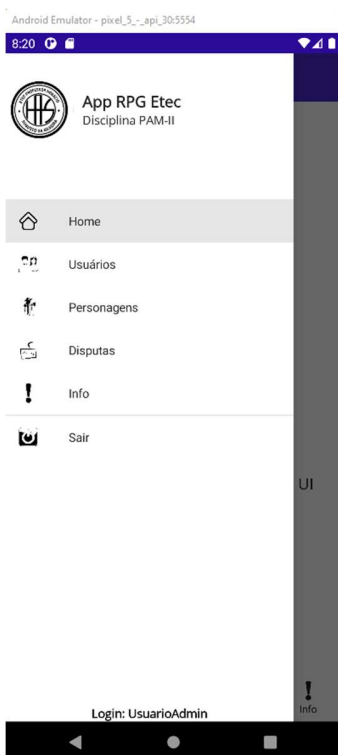 Android Emulator - pixel_5_-_api_30:5554
8:20
App RPG Etec
Disciplina PAM-II
Home
Usuários
Personagens
Disputas
Info
Sair
UI
Info
Login: UsuarioAdmin